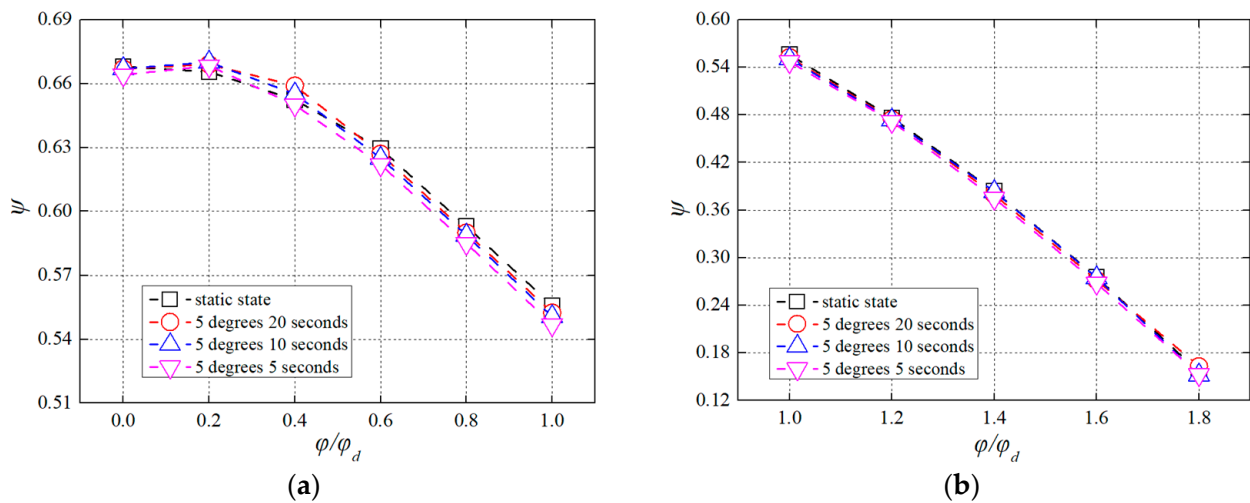 0.69
0.66
0.63
0.60
0.57
0.54
0.51
ψ
static state
5 degrees 20 seconds
5 degrees 10 seconds
5 degrees 5 seconds
0.0 0.2 0.4 0.6 0.8 1.0
φ/φd
(a)
0.60
0.54
0.48
0.42
0.36
0.30
0.24
0.18
0.12
ψ
static state
5 degrees 20 seconds
5 degrees 10 seconds
5 degrees 5 seconds
1.0 1.2 1.4 1.6 1.8
φ/φd
(b)